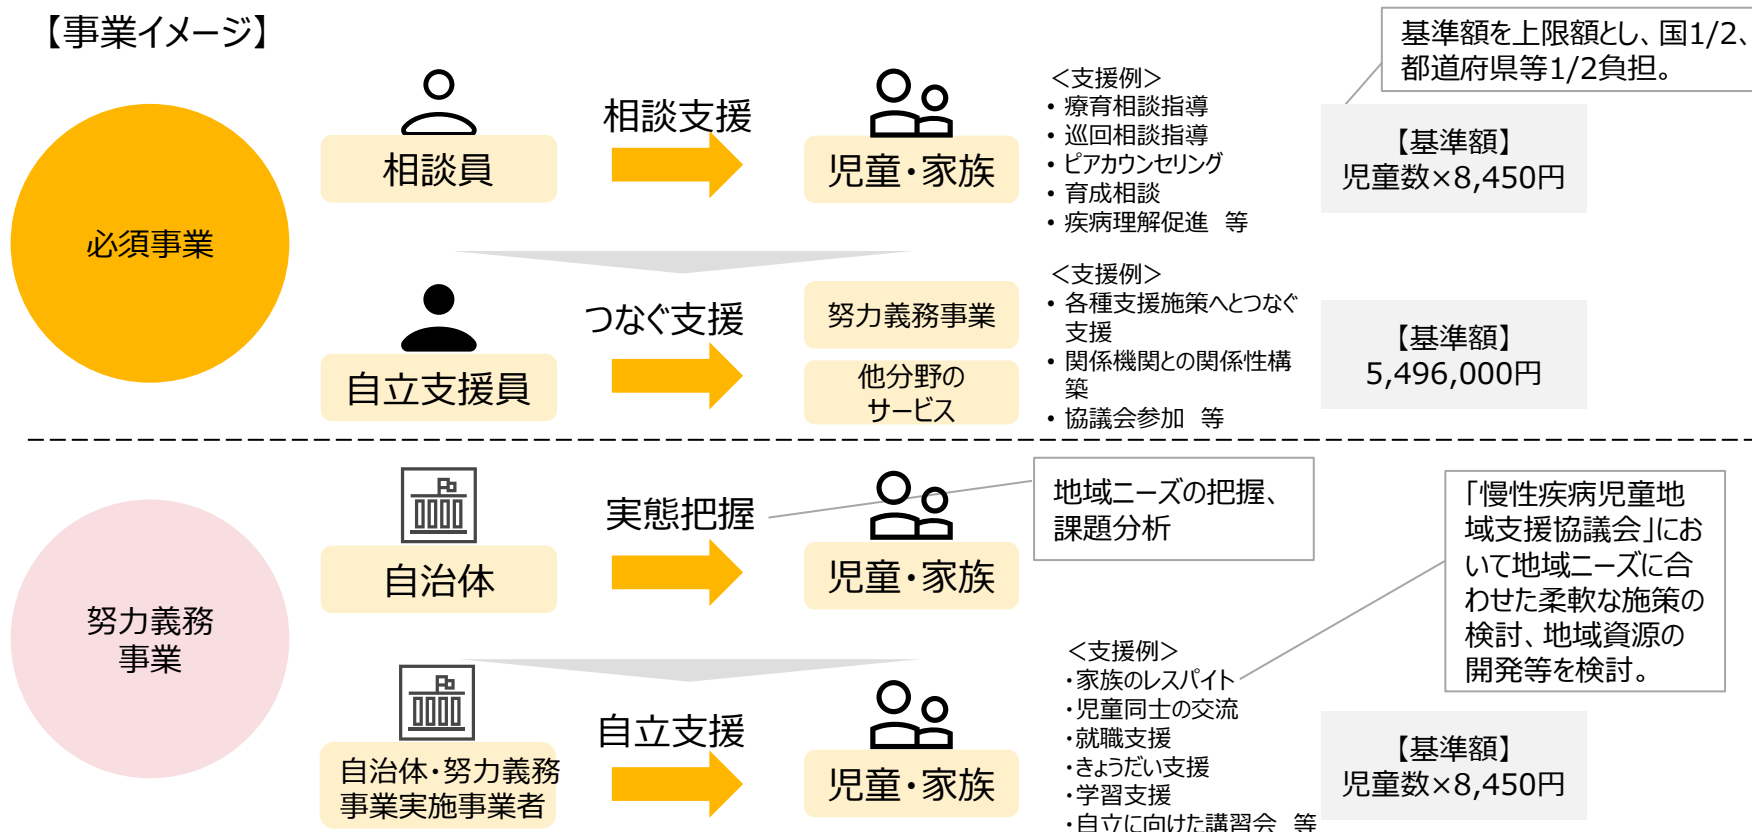 【事業イメージ】
基準額を上限額とし、国1/2、
都道府県等1/2負担。
必須事業
相談員
相談支援
児童・家族
＜支援例＞
• 療育相談指導
• 巡回相談指導
• ピアカウンセリング
• 育成相談
• 疾病理解促進 等
【基準額】
児童数×8,450円
自立支援員
つなぐ支援
努力義務事業
他分野の
サービス
＜支援例＞
• 各種支援施策へとつなぐ
支援
• 関係機関との関係性構
築
• 協議会参加 等
【基準額】
5,496,000円
努力義務
事業
自治体
実態把握
児童・家族
地域ニーズの把握、
課題分析
「慢性疾病児童地
域支援協議会」にお
いて地域ニーズに合
わせた柔軟な施策の
検討、地域資源の
開発等を検討。
自治体・努力義務
事業実施事業者
自立支援
児童・家族
＜支援例＞
・家族のレスパイト
・児童同士の交流
・就職支援
・きょうだい支援
・学習支援
・自立に向けた講習会 等
【基準額】
児童数×8,450円